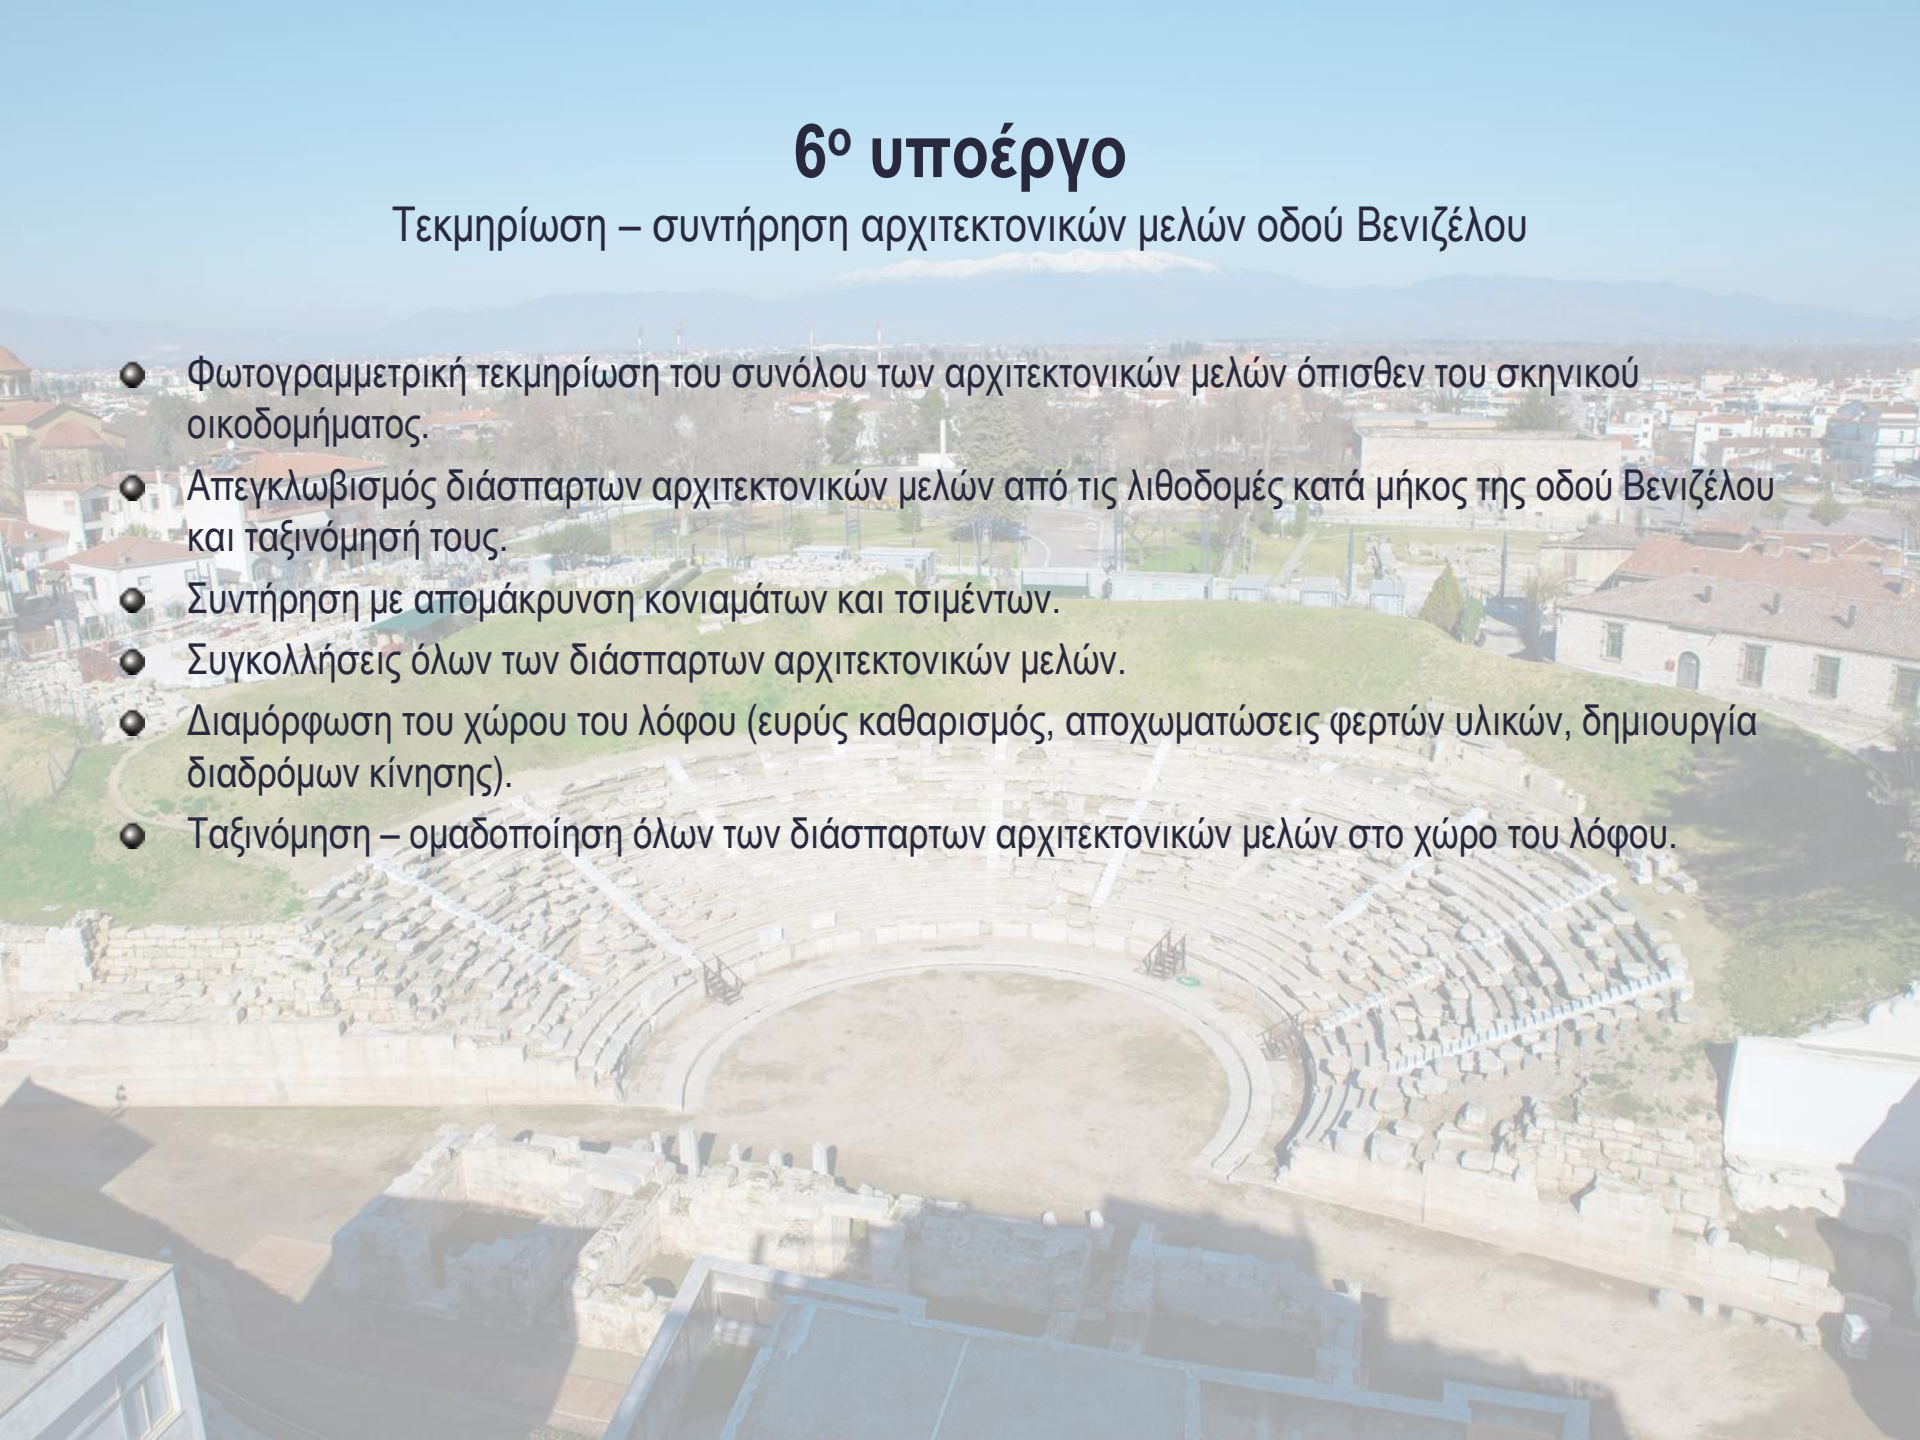 6ο υποέργο
Τεκμηρίωση – συντήρηση αρχιτεκτονικών μελών οδού Βενιζέλου
Φωτογραμμετρική τεκμηρίωση του συνόλου των αρχιτεκτονικών μελών όπισθεν του σκηνικού
οικοδομήματος.
Απεγκλωβισμός διάσπαρτων αρχιτεκτονικών μελών από τις λιθοδομές κατά μήκος της οδού Βενιζέλου
και ταξινόμησή τους.
Συντήρηση με απομάκρυνση κονιαμάτων και τσιμέντων.
Συγκολλήσεις όλων των διάσπαρτων αρχιτεκτονικών μελών.
Διαμόρφωση του χώρου του λόφου (ευρύς καθαρισμός, αποχωματώσεις φερτών υλικών, δημιουργία
διαδρόμων κίνησης).
Ταξινόμηση – ομαδοποίηση όλων των διάσπαρτων αρχιτεκτονικών μελών στο χώρο του λόφου.